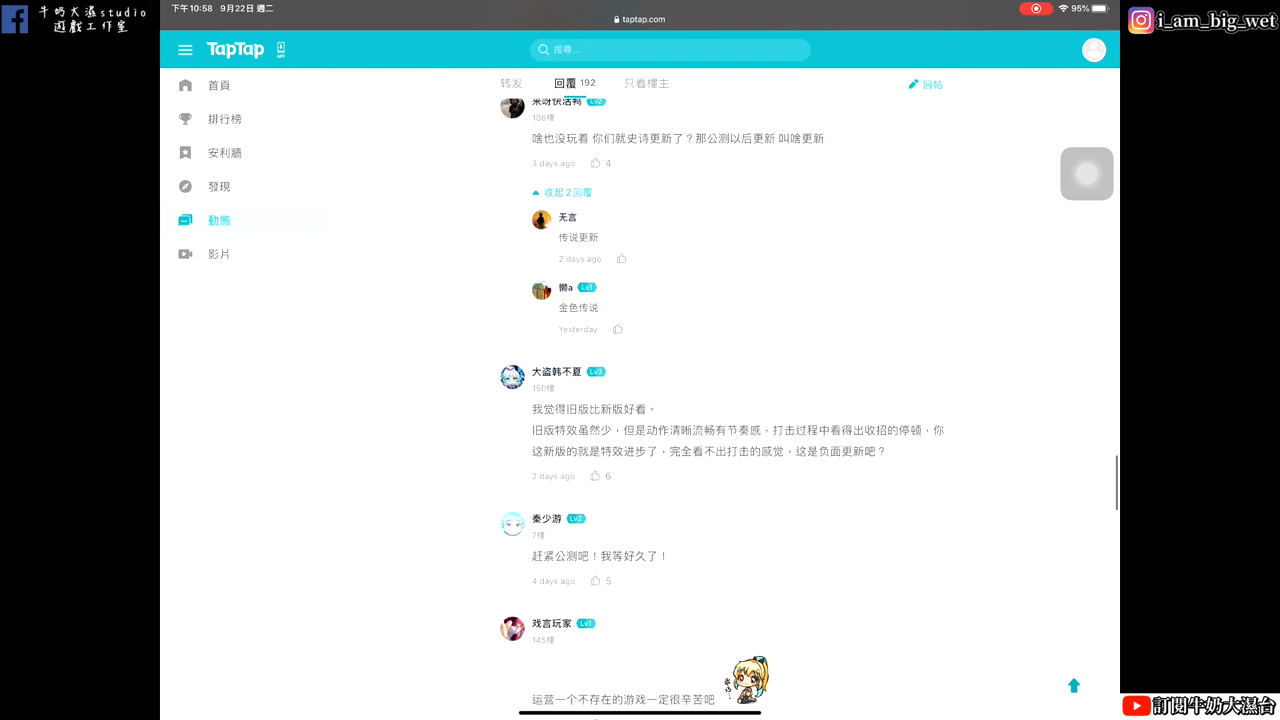 牛奶大濕studio
遊戲工作室
下午10:58 9月22日 週二
taptap.com
95%
i_am_big_wet
TapTap
APP
搜尋...
首頁
排行榜
安利牆
發現
動態
影片
转发
回覆 192
只看樓主
回帖
来呀快活鸭 Lv2
108樓
啥也没玩着 你们就史诗更新了？那公测以后更新 叫啥更新
3 days ago 4
收起2回覆
无言
传说更新
2 days ago
懒a Lv1
金色传说
Yesterday
大盗韩不夏 Lv3
150樓
我觉得旧版比新版好看。
旧版特效虽然少，但是动作清晰流畅有节奏感，打击过程中看得出收招的停顿，你
这新版的就是特效进步了，完全看不出打击的感觉，这是负面更新吧？
2 days ago 6
秦少游 Lv2
7樓
赶紧公测吧！我等好久了！
4 days ago 5
戏言玩家 Lv1
145樓
运营一个不存在的游戏一定很辛苦吧
訂閱牛奶大濕台